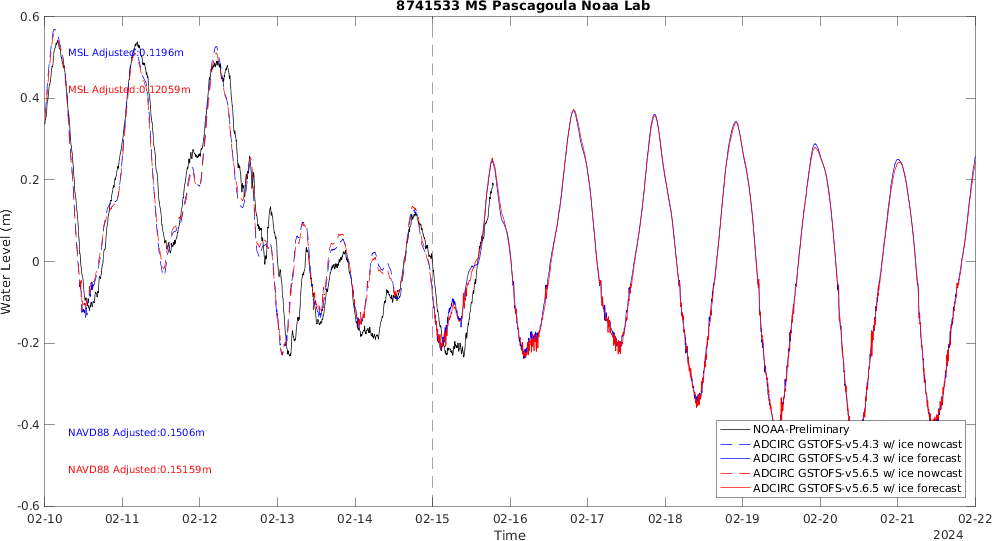 8741533 MS Pascagoula Noaa Lab
0.6
MSL Adjusted:0.1196m
MSL Adjusted:0.12059m
0.4
0.2
0
-0.2
-0.4
-0.6
Water Level (m)
NAVD88 Adjusted:0.1506m
NAVD88 Adjusted:0.15159m
NOAA-Preliminary
ADCIRC GSTOFS-v5.4.3 w/ ice nowcast
ADCIRC GSTOFS-v5.4.3 w/ ice forecast
ADCIRC GSTOFS-v5.6.5 w/ ice nowcast
ADCIRC GSTOFS-v5.6.5 w/ ice forecast
02-10 02-11 02-12 02-13 02-14 02-15 02-16 02-17 02-18 02-19 02-20 02-21 02-22
Time
2024